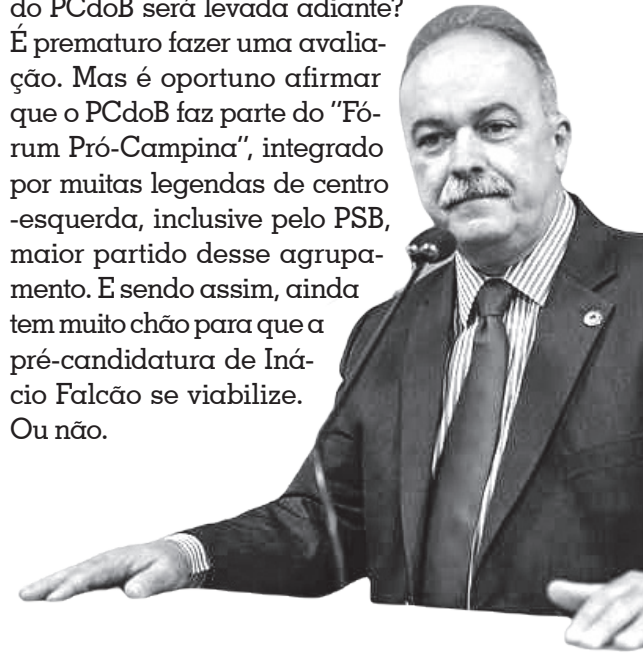 do PCdoB será levada adiante?
É prematuro fazer uma avalia-
ção. Mas é oportuno afirmar
que o PCdoB faz parte do “Fó-
rum Pró-Campina”, integrado
por muitas legendas de centro
-esquerda, inclusive pelo PSB,
maior partido desse agrupa-
mento. E sendo assim, ainda
tem muito chão para que a
pré-candidatura de Iná-
cio Falcão se viabilize.
Ou não.